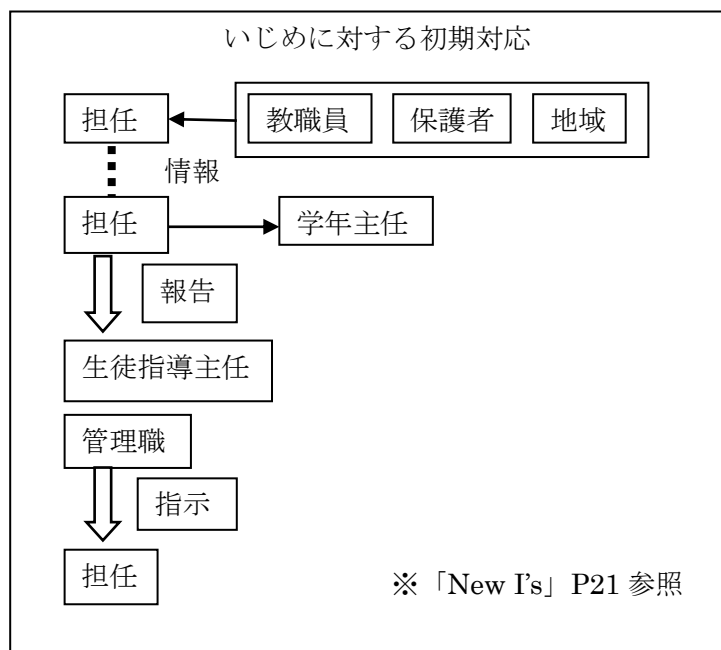 いじめに対する初期対応
担任
教職員 保護者 地域
情報
担任
学年主任
報告
生徒指導主任
管理職
指示
担任
※「New I's」P21 参照